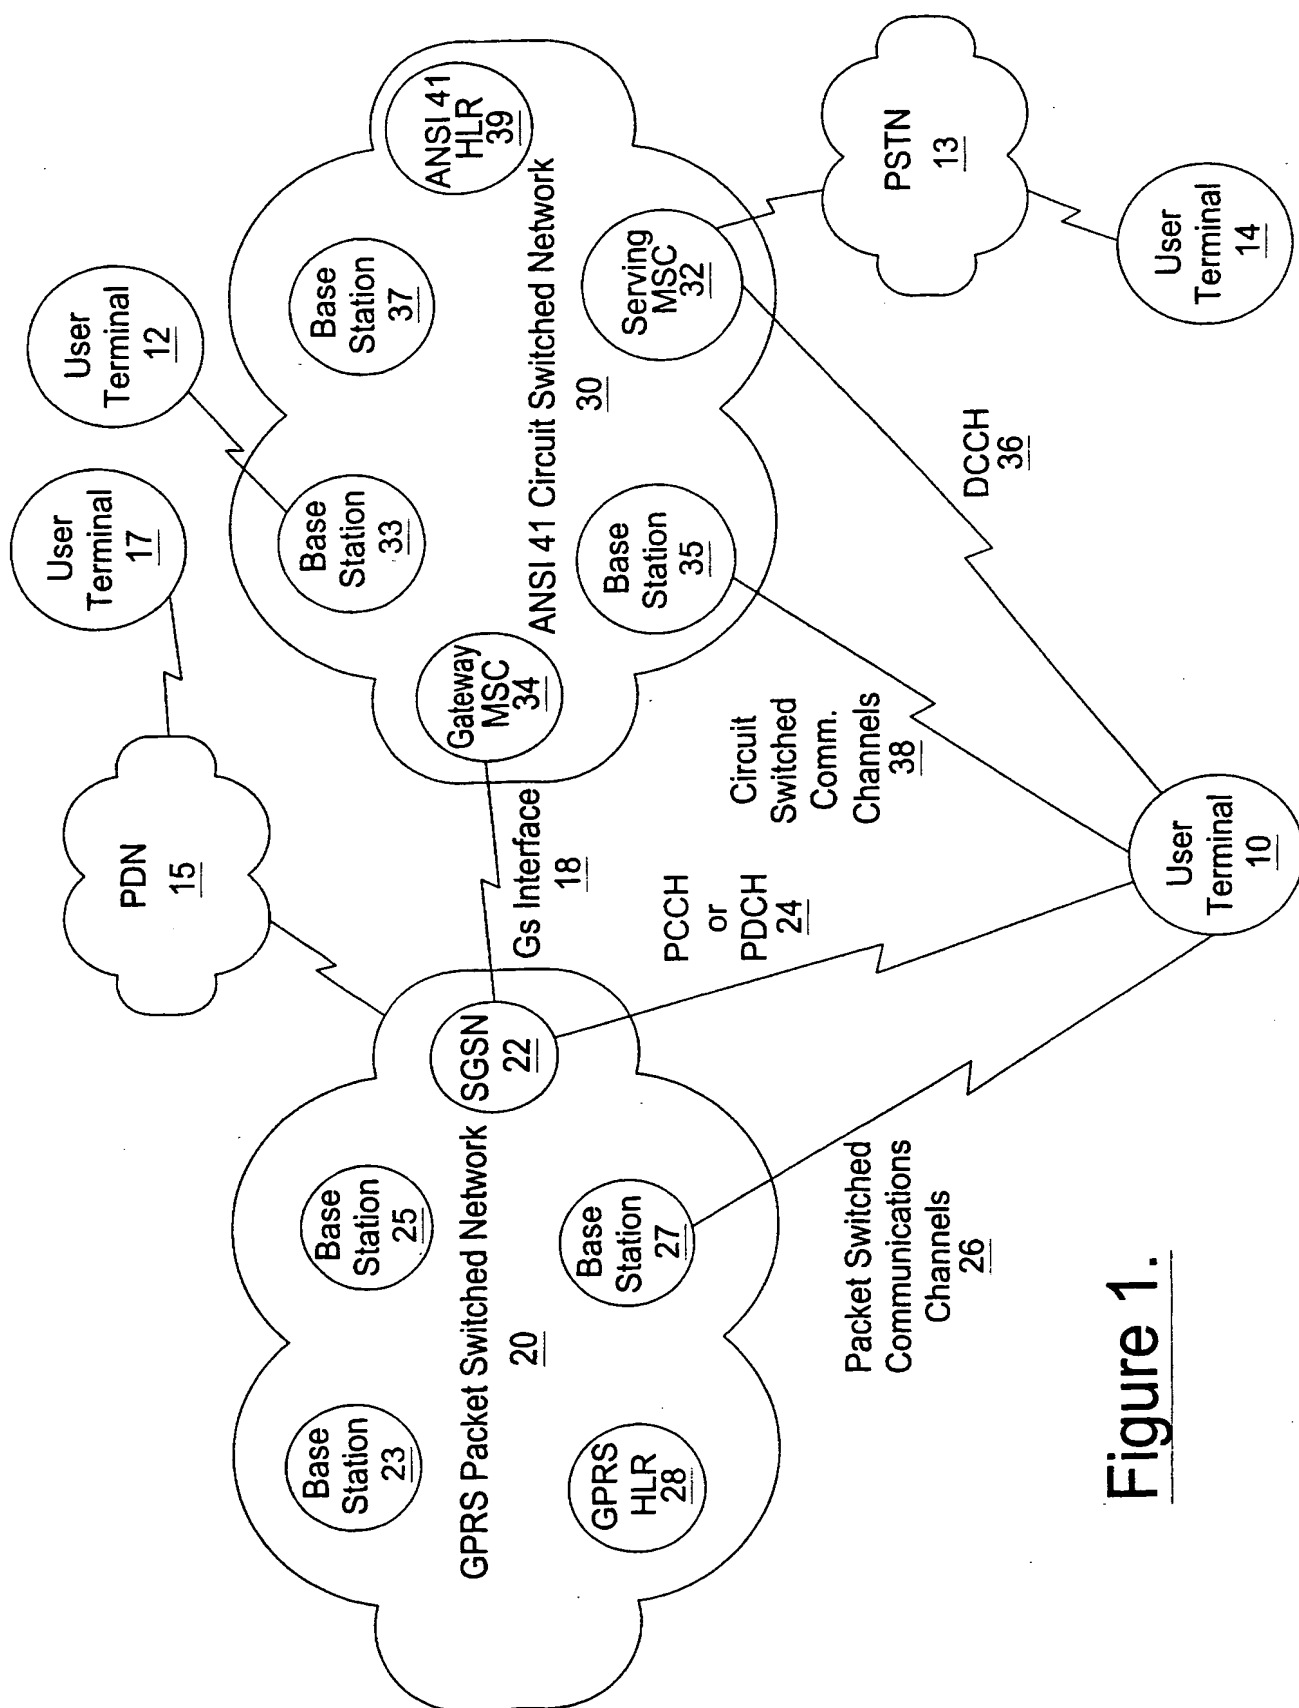 User
Terminal
17
User
Terminal
12
PDN
15
Base
Station
23
Base
Station
25
GPRS Packet Switched Network
20
SGSN
22
GPRS
HLR
28
Base
Station
27
Gs Interface
18
Gateway
MSC
34
Base
Station
33
Base
Station
37
ANSI 41
HLR
39
ANSI 41 Circuit Switched Network
30
Base
Station
35
Serving
MSC
32
Packet Switched
Communications
Channels
26
PCCH
or
PDCH
24
Circuit
Switched
Comm.
Channels
38
DCCH
36
PSTN
13
User
Terminal
10
User
Terminal
14
Figure 1.